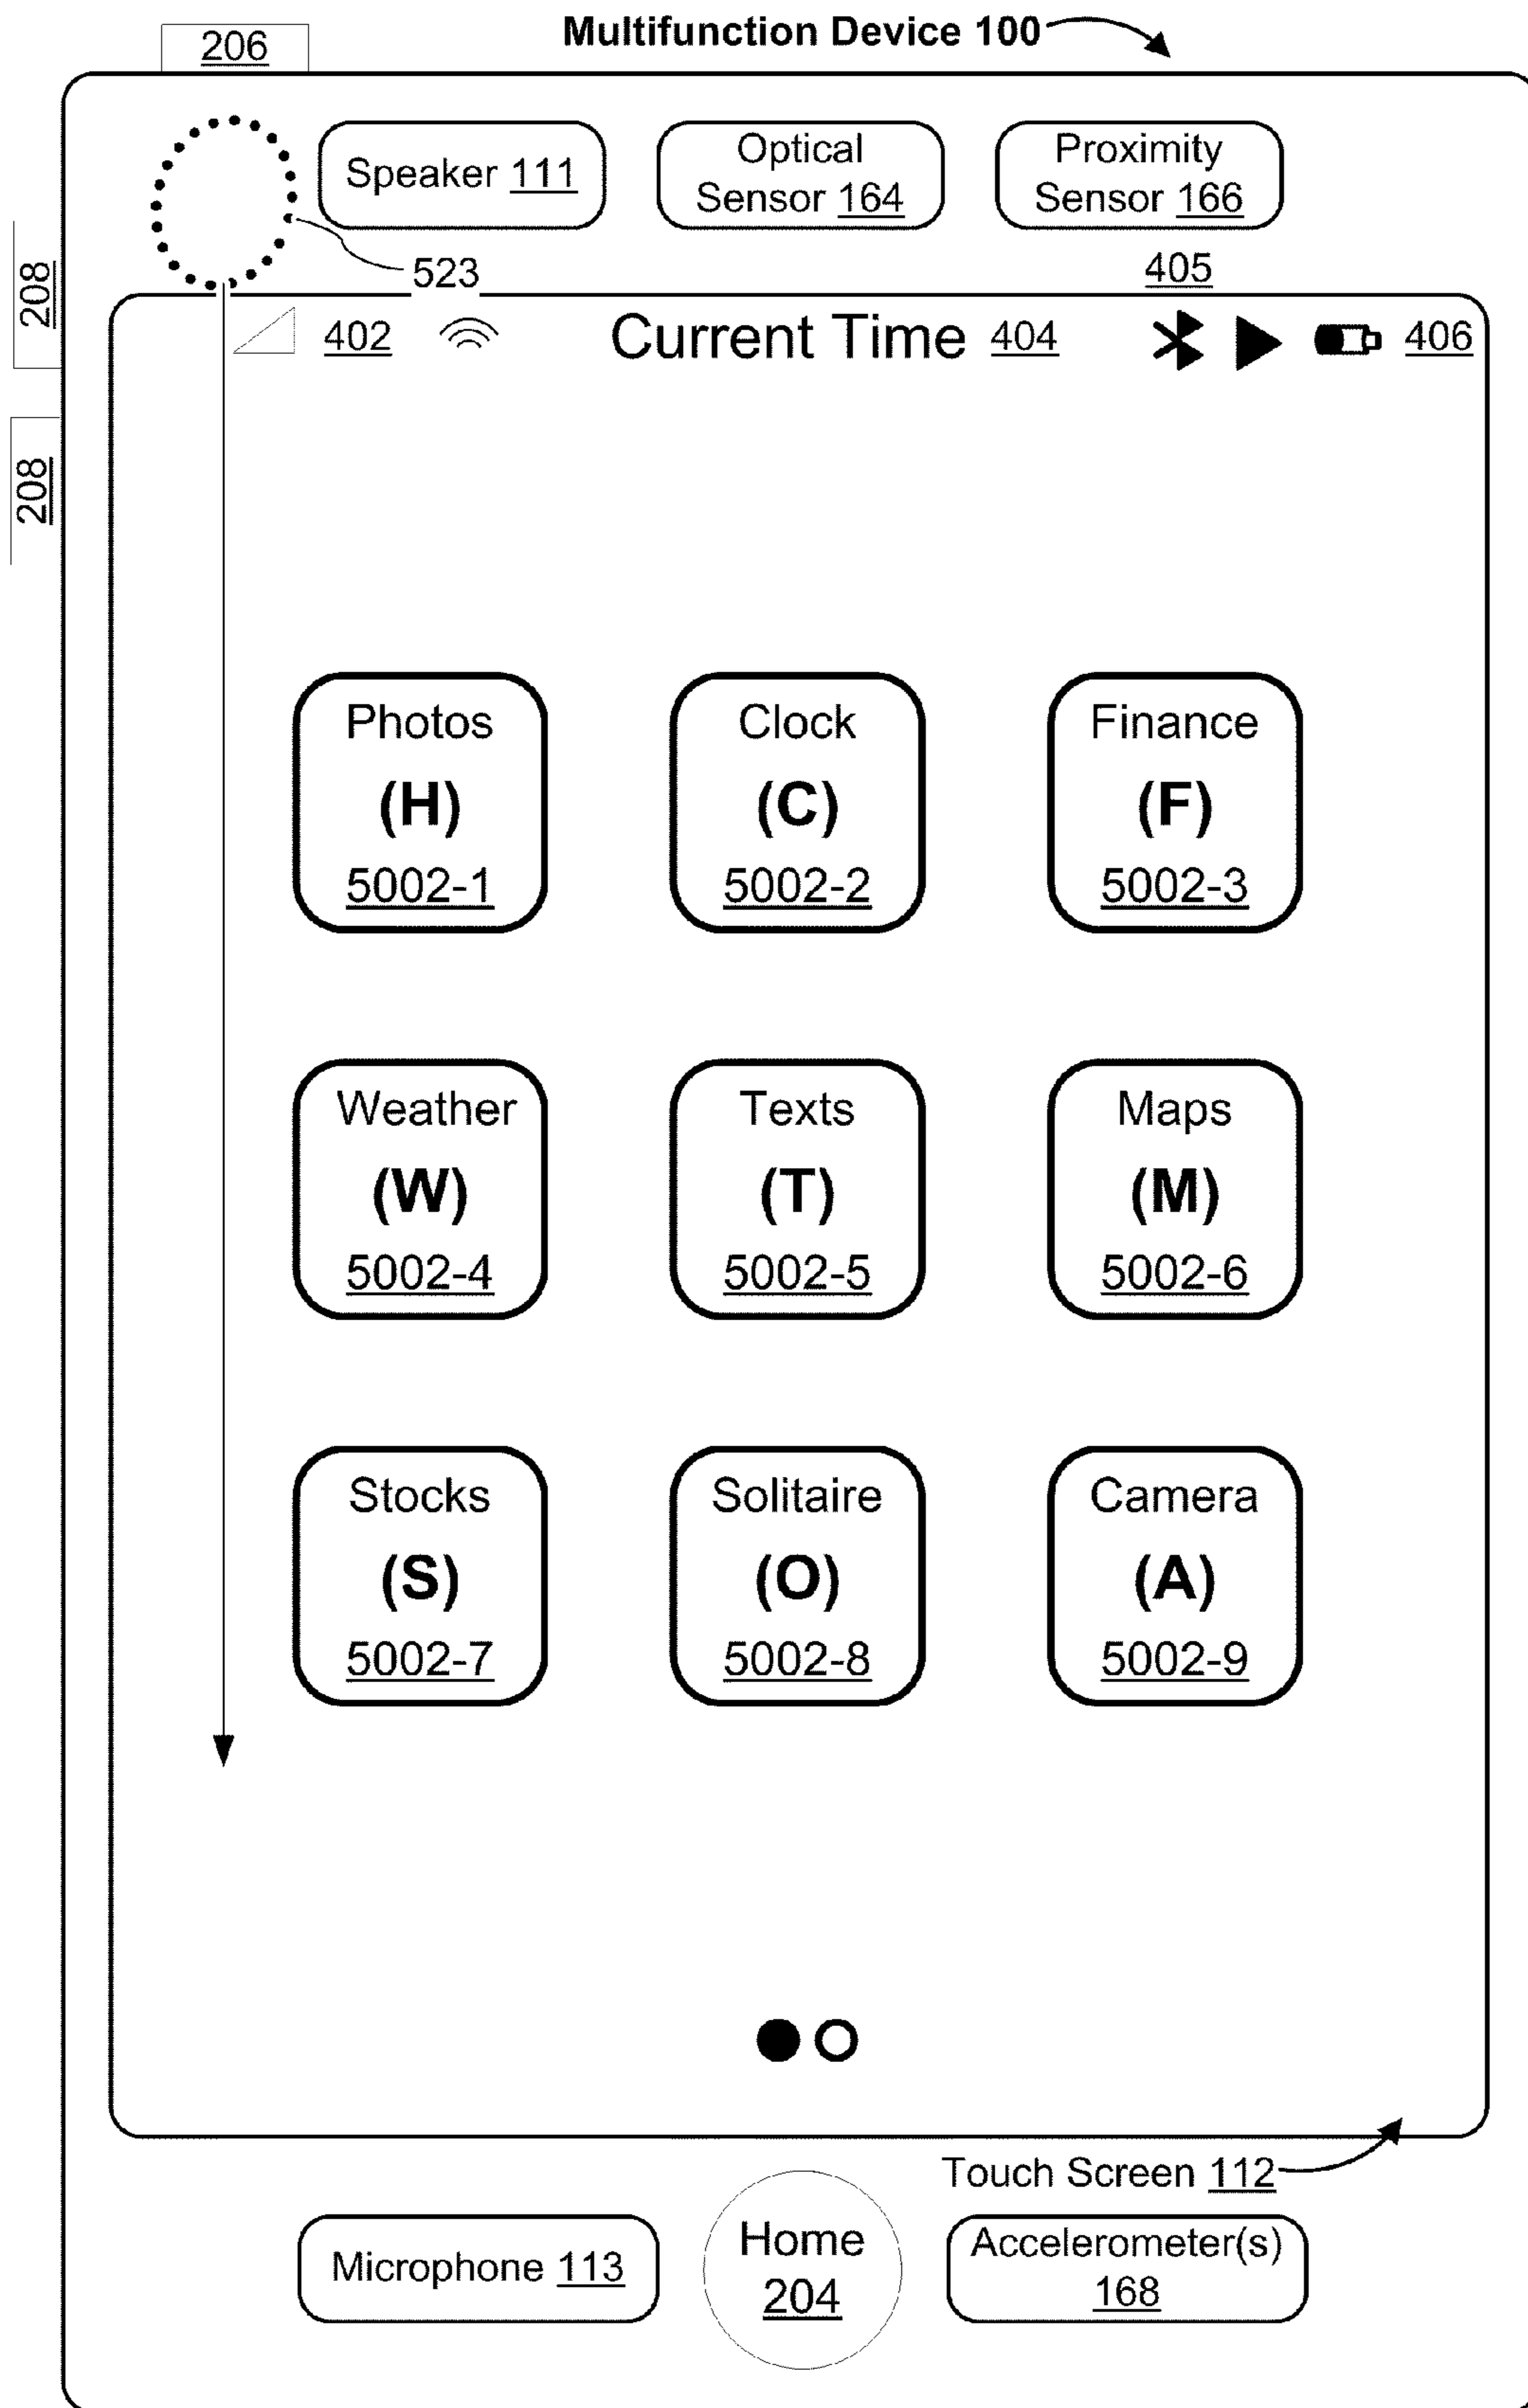 Multifunction Device 100
206
Speaker 111
Optical
Sensor 164
Proximity
Sensor 166
523
405
208
402
Current Time 404
406
208
Photos
(H)
5002-1
Clock
(C)
5002-2
Finance
(F)
5002-3
Weather
(W)
5002-4
Texts
(T)
5002-5
Maps
(M)
5002-6
Stocks
(S)
5002-7
Solitaire
(O)
5002-8
Camera
(A)
5002-9
Touch Screen 112
Microphone 113
Home
204
Accelerometer(s)
168